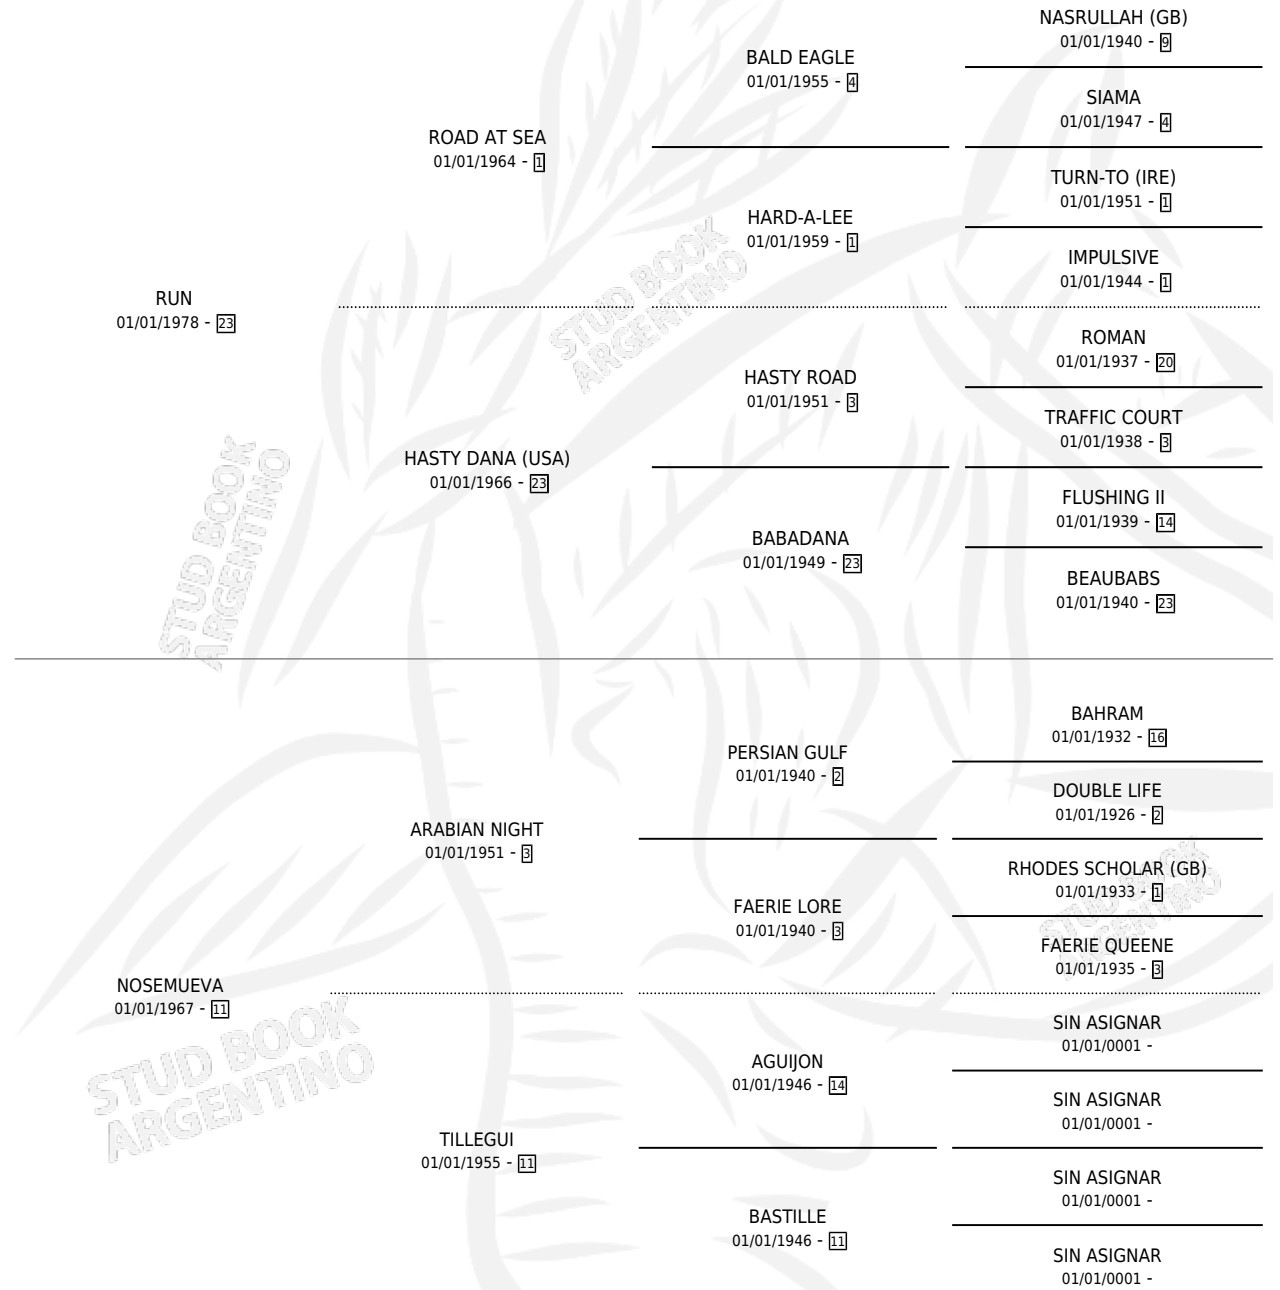 NASRULLAH (GB)
01/01/1940 - 9
BALD EAGLE
01/01/1955 - 4
SIAMA
01/01/1947 - 4
ROAD AT SEA
01/01/1964 - 1
TURN-TO (IRE)
01/01/1951 - 1
HARD-A-LEE
01/01/1959 - 1
IMPULSIVE
01/01/1944 - 1
RUN
01/01/1978 - 23
ROMAN
01/01/1937 - 20
HASTY ROAD
01/01/1951 - 3
TRAFFIC COURT
01/01/1938 - 3
HASTY DANA (USA)
01/01/1966 - 23
FLUSHING II
01/01/1939 - 14
BABADANA
01/01/1949 - 23
BEAUBABS
01/01/1940 - 23
BAHRAM
01/01/1932 - 16
PERSIAN GULF
01/01/1940 - 2
DOUBLE LIFE
01/01/1926 - 2
ARABIAN NIGHT
01/01/1951 - 3
RHODES SCHOLAR (GB)
01/01/1933 - 1
FAERIE LORE
01/01/1940 - 3
FAERIE QUEENE
01/01/1935 - 3
NOSEMUEVA
01/01/1967 - 11
SIN ASIGNAR
01/01/0001 -
AGUIJON
01/01/1946 - 14
SIN ASIGNAR
01/01/0001 -
TILLEGUI
01/01/1955 - 11
SIN ASIGNAR
01/01/0001 -
BASTILLE
01/01/1946 - 11
SIN ASIGNAR
01/01/0001 -
STUD BOOK
ARGENTINO
STUD BOOK
ARGENTINO
STUD BOOK
ARGENTINO
STUD BOOK
ARGENTINO